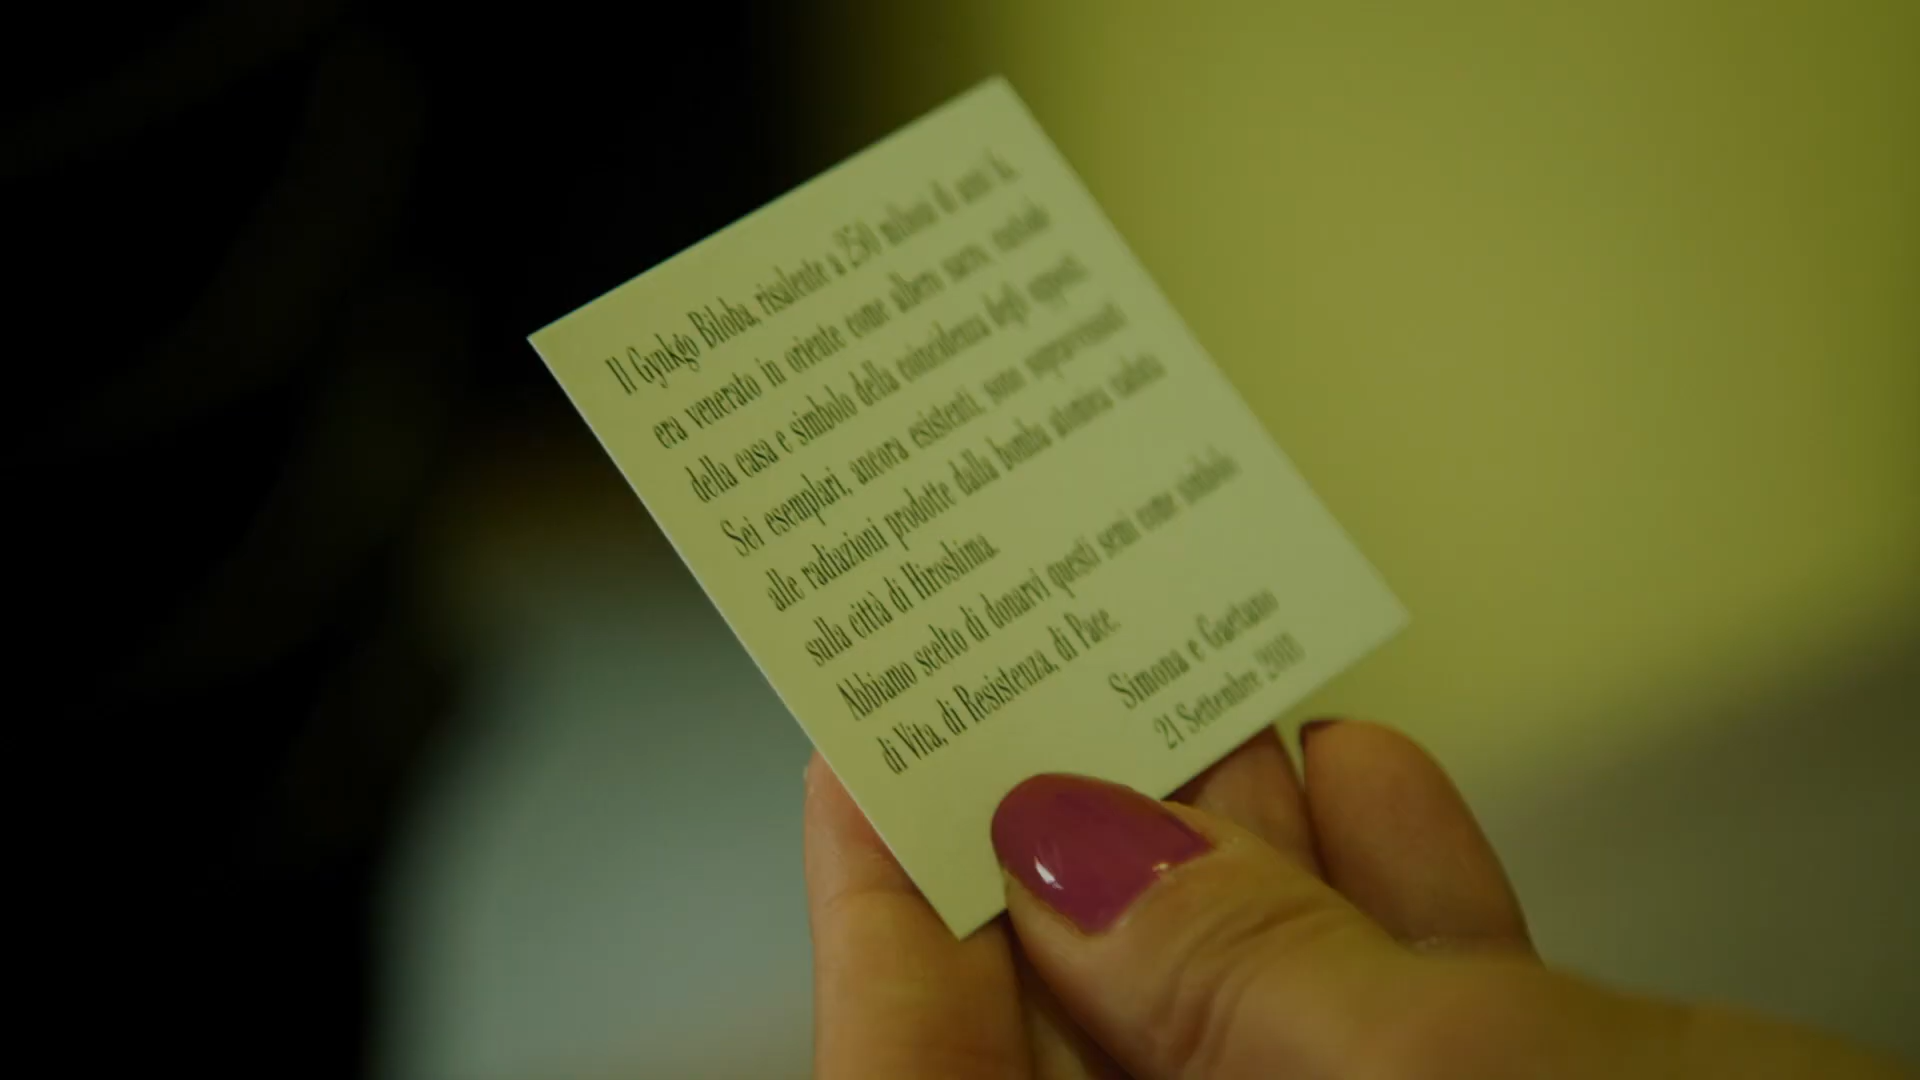 Il Gynkgo Biloba, risalente a 250 milioni di anni fa,
era venerato in oriente come albero sacro, custode
della casa e simbolo della coincidenza degli opposti.
Sei esemplari, ancora esistenti, sono sopravvissuti
alle radiazioni prodotte dalla bomba atomica caduta
sulla città di Hiroshima.
Abbiamo scelto di donarvi questi semi come simbolo
di Vita, di Resistenza, di Pace.
Simona e Gaetano
21 Settembre